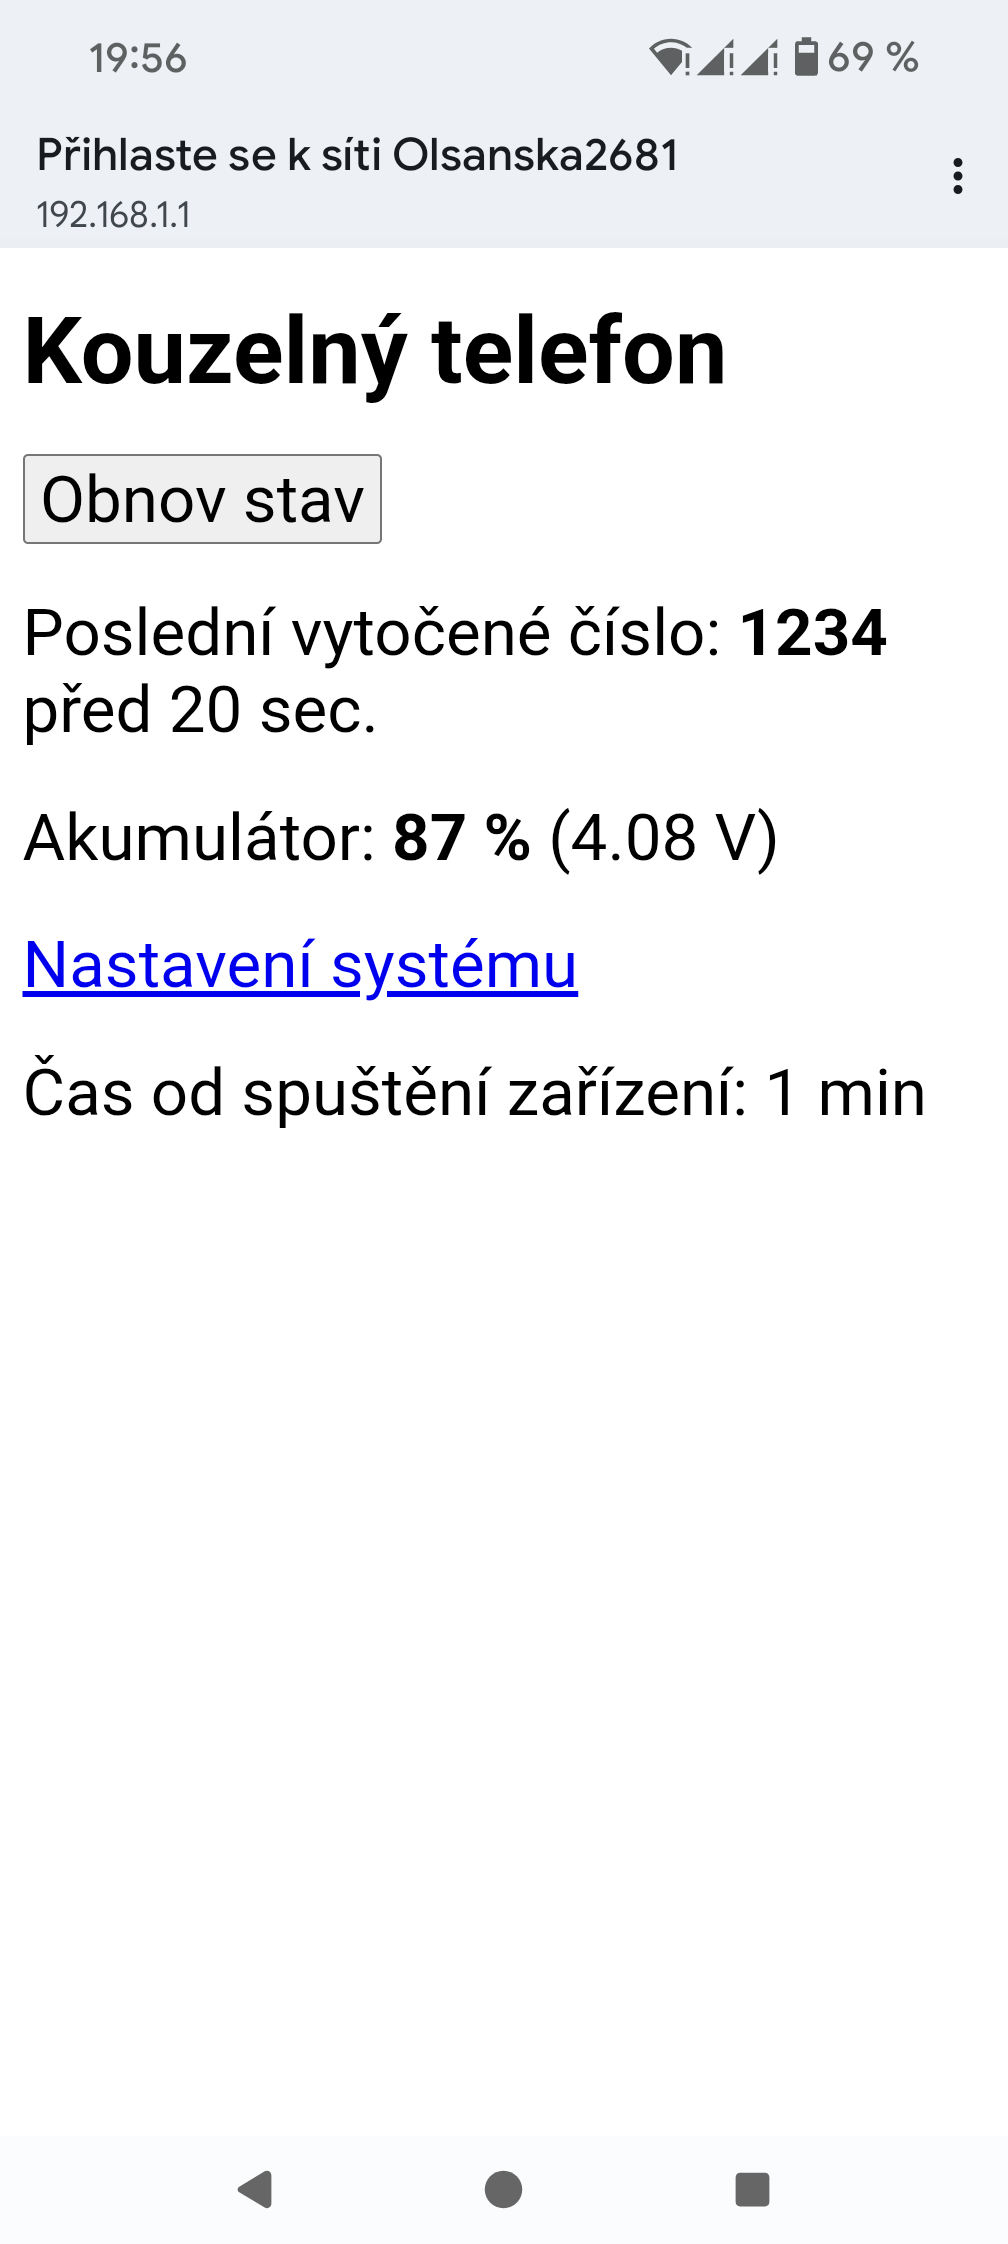 19:56
69 %
Přihlaste se k síti Olsanska2681
192.168.1.1
Kouzelný telefon
Obnov stav
Poslední vytočené číslo: 1234
před 20 sec.
Akumulátor: 87 % (4.08 V)
Nastavení systému
Čas od spuštění zařízení: 1 min